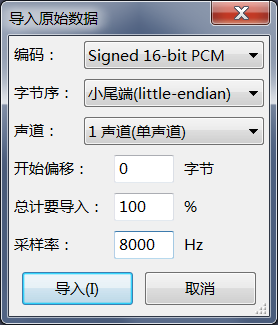 导入原始数据
编码： Signed 16-bit PCM
字节序： 小尾端(little-endian)
声道： 1 声道(单声道)
开始偏移： 0 字节
总计要导入： 100 %
采样率： 8000 Hz
导入(I) 取消